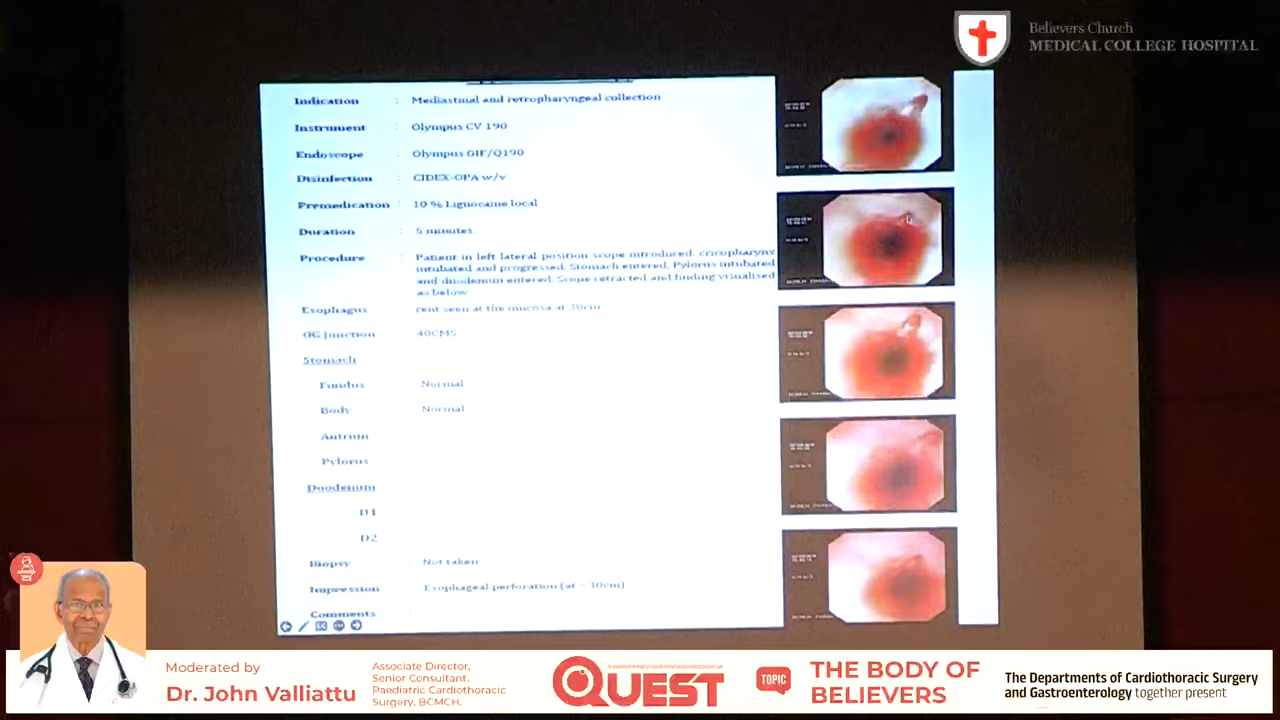 Believers Church
MEDICAL COLLEGE HOSPITAL
Indication : Mediastinal and retropharyngeal collection
Instrument : Olympus CV 190
Endoscope : Olympus GIF/Q190
Disinfection : CIDEX-OPA w/v
Premedication : 10 % Lignocaine local
Duration : 5 minutes
Procedure : Patient in left lateral position scope introduced, cricopharynx
intubated and progressed. Stomach entered, Pylorus intubated
and duodenum entered. Scope retracted and finding visualised
as below
Esophagus rent seen at the mucosa at 30cm
OG Junction 40CMS
Stomach
Fundus Normal
Body Normal
Antrum -
Pylorus -
Duodenum
D1 -
D2 -
Biopsy Not taken
Impression Esophageal perforation (at ~ 30cm)
Comments
Moderated by
Dr. John Valliattu
Associate Director,
Senior Consultant,
Paediatric Cardiothoracic
Surgery, BCMCH.
QUEST
TOPIC
THE BODY OF
BELIEVERS
The Departments of Cardiothoracic Surgery
and Gastroenterology together present